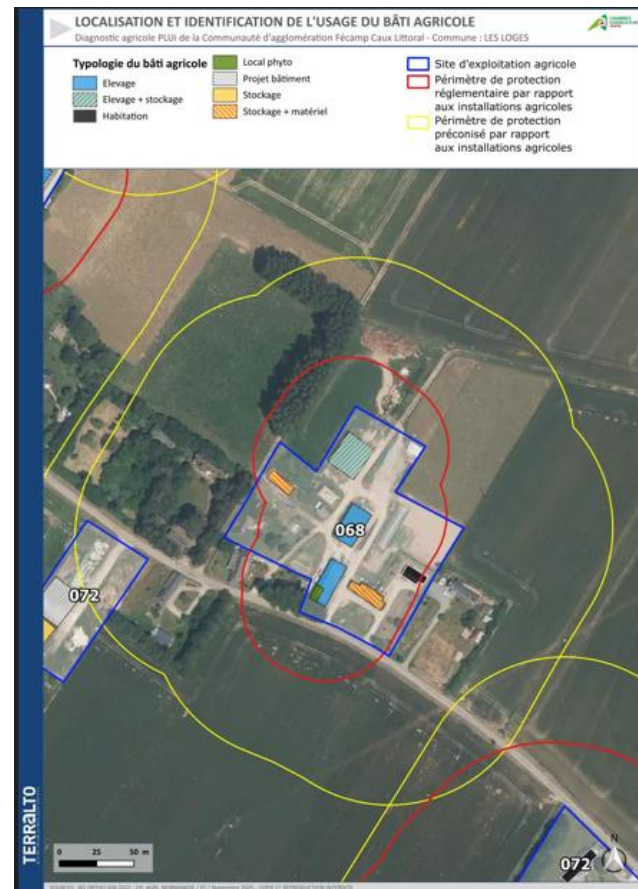 LOCALISATION ET IDENTIFICATION DE L'USAGE DU BÂTI AGRICOLE
Diagnostic agricole PLUi de la Communauté d'agglomération Fécamp Caux Littoral - Commune : LES LOGES
Typologie du bâti agricole
Elevage
Elevage + stockage
Habitation
Local phyto
Projet bâtiment
Stockage
Stockage + matériel
Site d'exploitation agricole
Périmètre de protection
réglementaire par rapport
aux installations agricoles
Périmètre de protection
préconisé par rapport
aux installations agricoles
068
072
072
TERRALTO
0 25 50 m
N